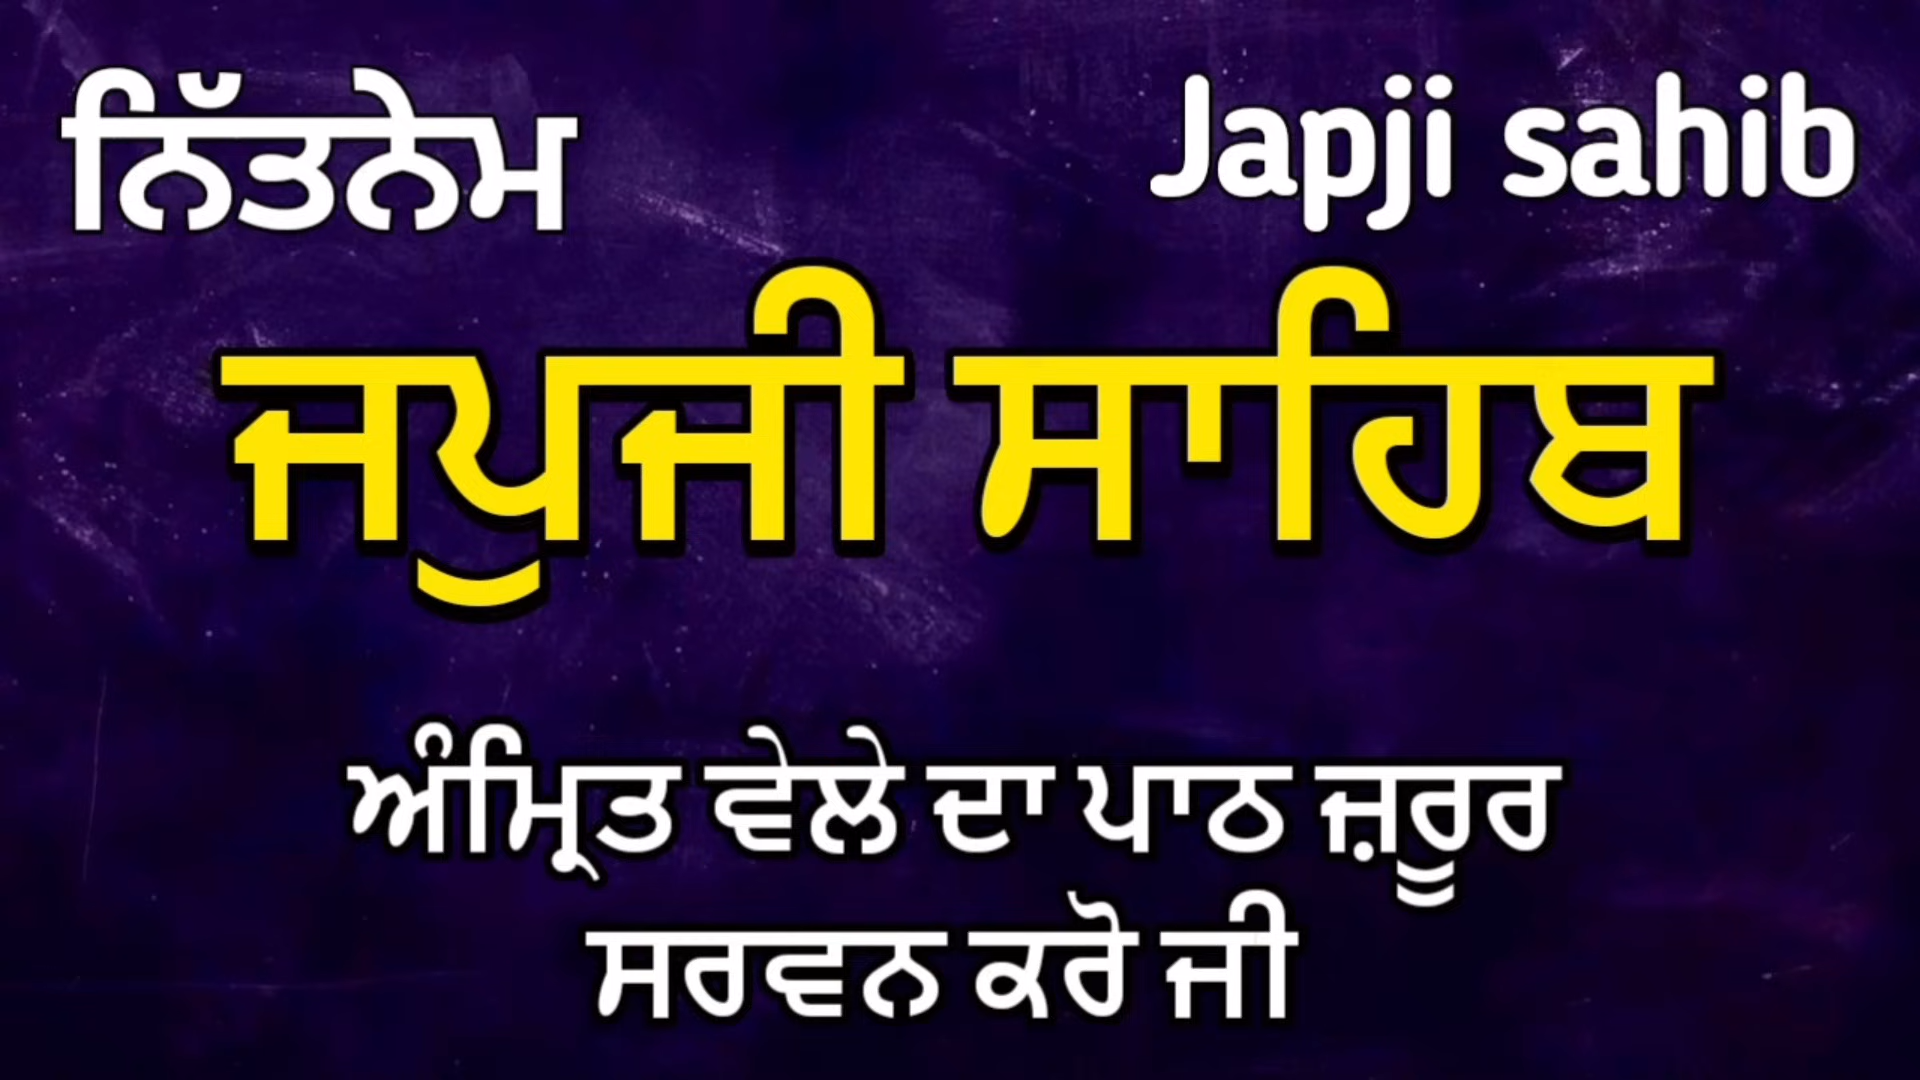 ਨਿੱਤਨੇਮ
Japji sahib
ਜਪੁਜੀ ਸਾਹਿਬ
ਅੰਮ੍ਰਿਤ ਵੇਲੇ ਦਾ ਪਾਠ ਜ਼ਰੂਰ
ਸਰਵਨ ਕਰੋ ਜੀ